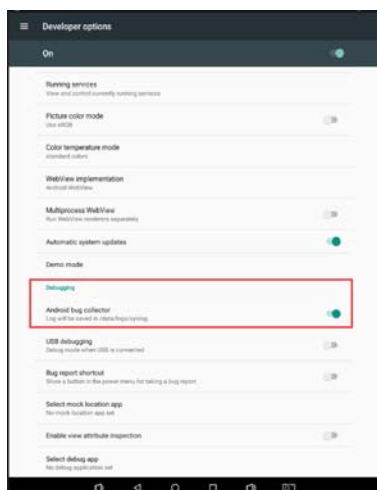 Developer options
On
Running services
View and control currently running services
Picture color mode
Use sRGB
Color temperature mode
standard colors
WebView implementation
Android WebView
Multiprocess WebView
Run WebView renderers separately
Automatic system updates
Demo mode
Debugging
Android bug collector
Log will be saved in /data/logs/syslog
USB debugging
Debug mode when USB is connected
Bug report shortcut
Show a button in the power menu for taking a bug report
Select mock location app
No mock location app set
Enable view attribute inspection
Select debug app
No debug application set